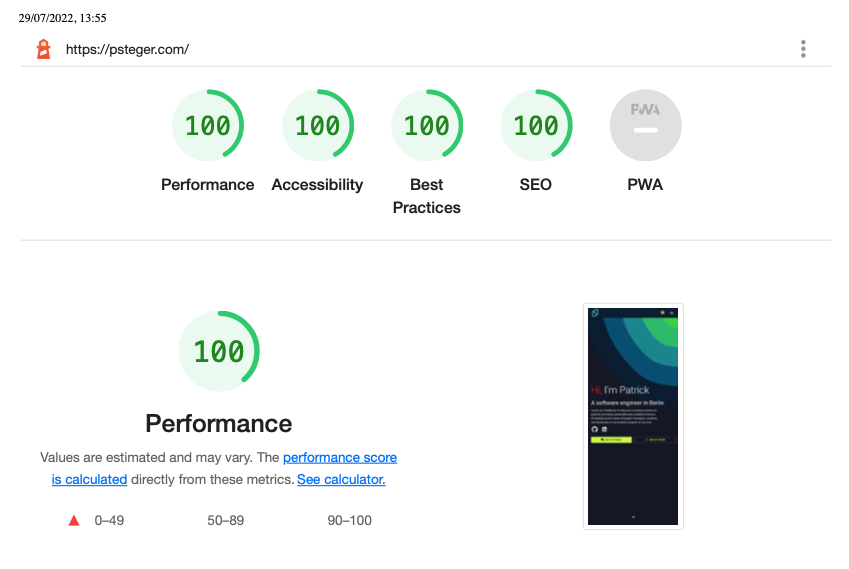 29/07/2022, 13:55
https://psteger.com/
100 100 100 100 PWA
Performance Accessibility Best Practices SEO PWA
100
Performance
Values are estimated and may vary. The performance score
is calculated directly from these metrics. See calculator.
0–49 50–89 90–100
Hi, I'm Patrick
A software engineer in Berlin